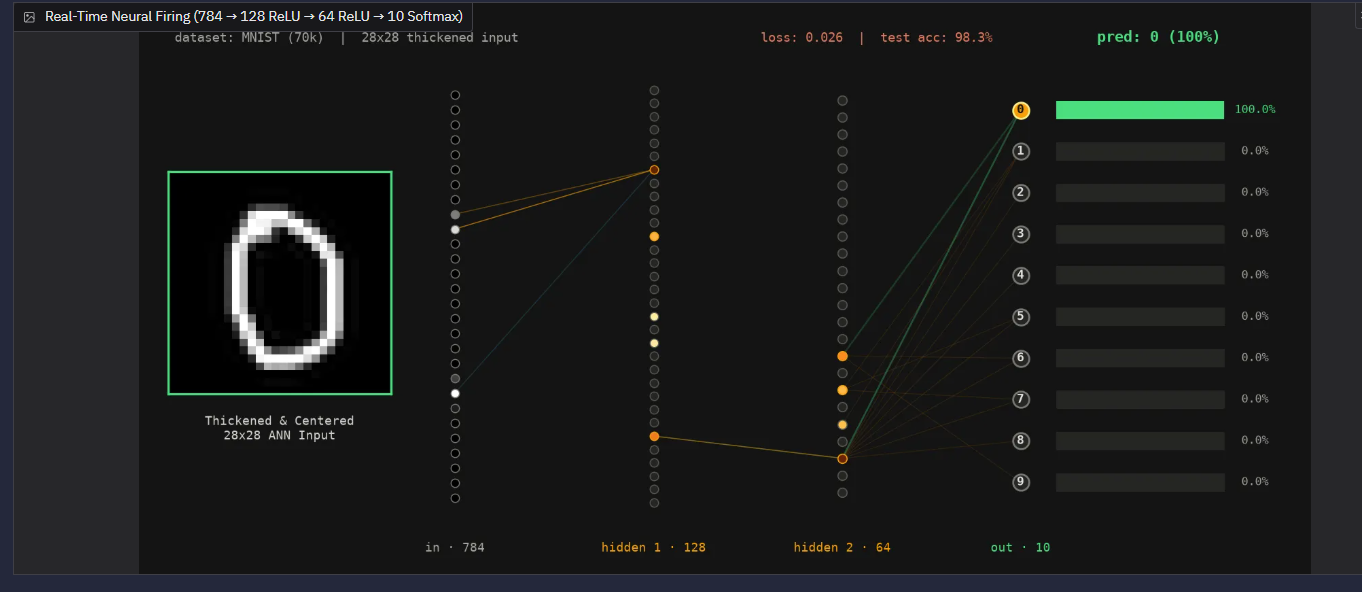 Real-Time Neural Firing (784 → 128 ReLU → 64 ReLU → 10 Softmax)
dataset: MNIST (70k) | 28x28 thickened input
loss: 0.026 | test acc: 98.3%
pred: 0 (100%)
0 100.0%
1 0.0%
2 0.0%
3 0.0%
4 0.0%
5 0.0%
6 0.0%
7 0.0%
8 0.0%
9 0.0%
Thickened & Centered
28x28 ANN Input
in · 784
hidden 1 · 128
hidden 2 · 64
out · 10